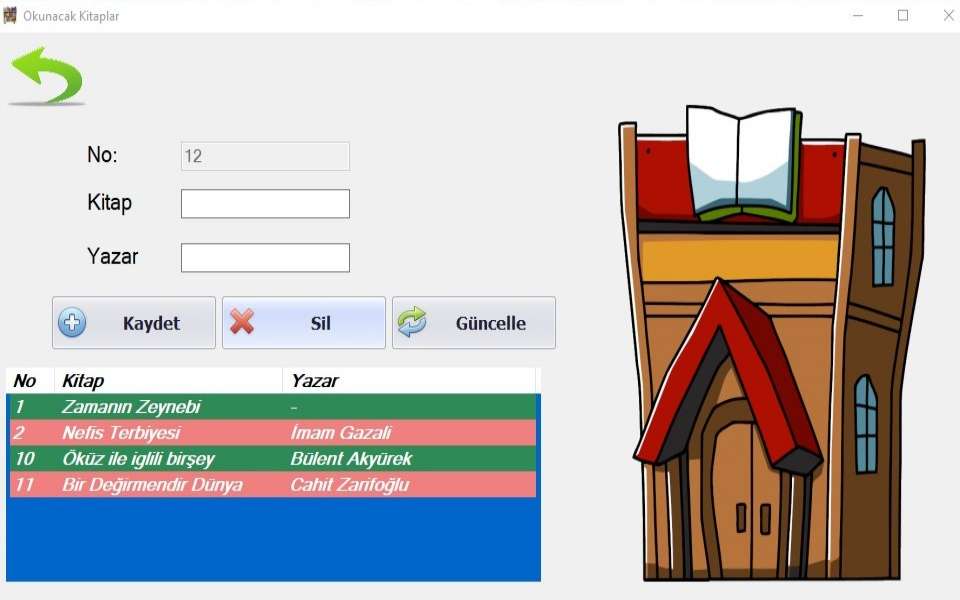 Okunacak Kitaplar
No: 12
Kitap
Yazar
Kaydet Sil Güncelle
No Kitap Yazar
1 Zamanın Zeynebi -
2 Nefis Terbiyesi İmam Gazali
10 Öküz ile iglili birşey Bülent Akyürek
11 Bir Değirmendir Dünya Cahit Zarifoğlu